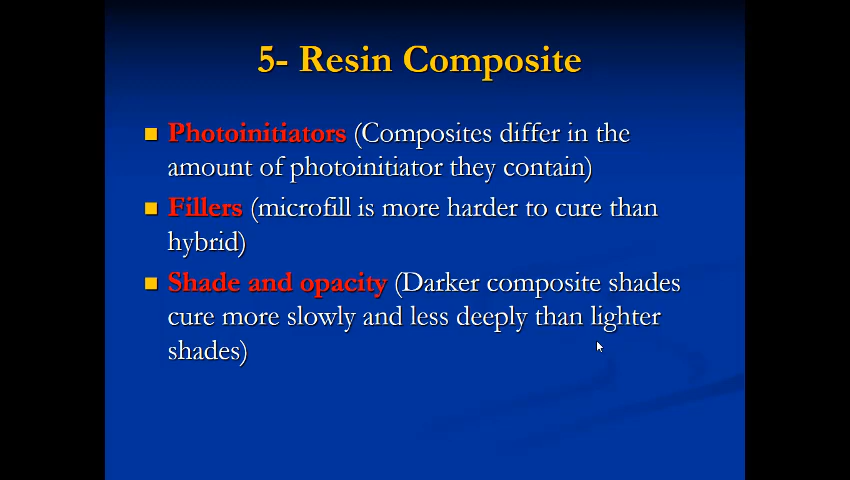 5- Resin Composite
Photoinitiators (Composites differ in the
amount of photoinitiator they contain)
Fillers (microfill is more harder to cure than
hybrid)
Shade and opacity (Darker composite shades
cure more slowly and less deeply than lighter
shades)